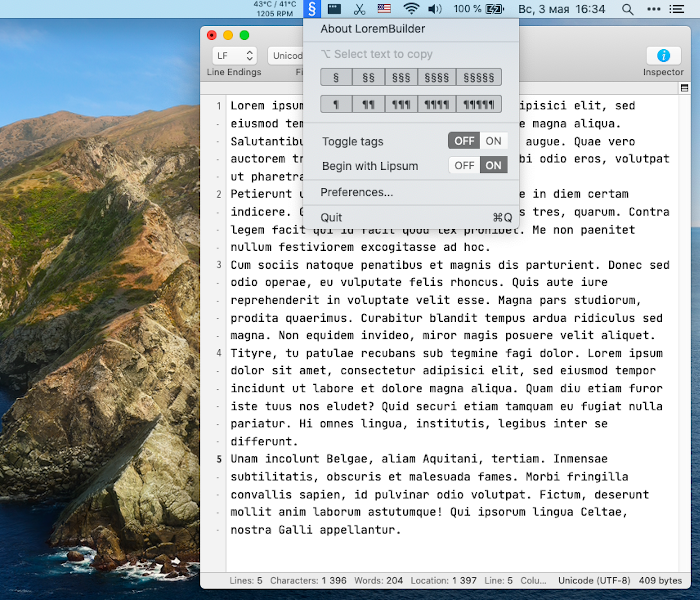 43°C / 41°C
1205 RPM
§
100 %
Вс, 3 мая 16:34
About LoremBuilder
⌥ Select text to copy
§ §§ §§§ §§§§ §§§§§
¶ ¶¶ ¶¶¶ ¶¶¶¶ ¶¶¶¶¶
Toggle tags OFF ON
Begin with Lipsum OFF ON
Preferences...
Quit ⌘Q
LF
Unicod
Line Endings
Fi
Inspector
1 Lorem ipsum ipisici elit, sed
- eiusmod tem e magna aliqua.
- Salutantibu augue. Quae vero
- auctorem tr bi odio eros, volutpat
- ut pharetra
2 Petierunt u e in diem certam
- indicere. s tres, quarum. Contra
- legem facit qui id facit quod lex prohibet. Me non paenitet
- nullum festiviorem excogitasse ad hoc.
3 Cum sociis natoque penatibus et magnis dis parturient. Donec sed
- odio operae, eu vulputate felis rhoncus. Quis aute iure
- reprehenderit in voluptate velit esse. Magna pars studiorum,
- prodita quaerimus. Curabitur blandit tempus ardua ridiculus sed
- magna. Non equidem invideo, miror magis posuere velit aliquet.
4 Tityre, tu patulae recubans sub tegmine fagi dolor. Lorem ipsum
- dolor sit amet, consectetur adipisici elit, sed eiusmod tempor
- incidunt ut labore et dolore magna aliqua. Quam diu etiam furor
- iste tuus nos eludet? Quid securi etiam tamquam eu fugiat nulla
- pariatur. Hi omnes lingua, institutis, legibus inter se
- differunt.
5 Unam incolunt Belgae, aliam Aquitani, tertiam. Inmensae
- subtilitatis, obscuris et malesuada fames. Morbi fringilla
- convallis sapien, id pulvinar odio volutpat. Fictum, deserunt
- mollit anim laborum astutumque! Qui ipsorum lingua Celtae,
- nostra Galli appellantur.
Lines: 5 Characters: 1 396 Words: 204 Location: 1 397 Line: 5 Colu... Unicode (UTF-8) 409 bytes